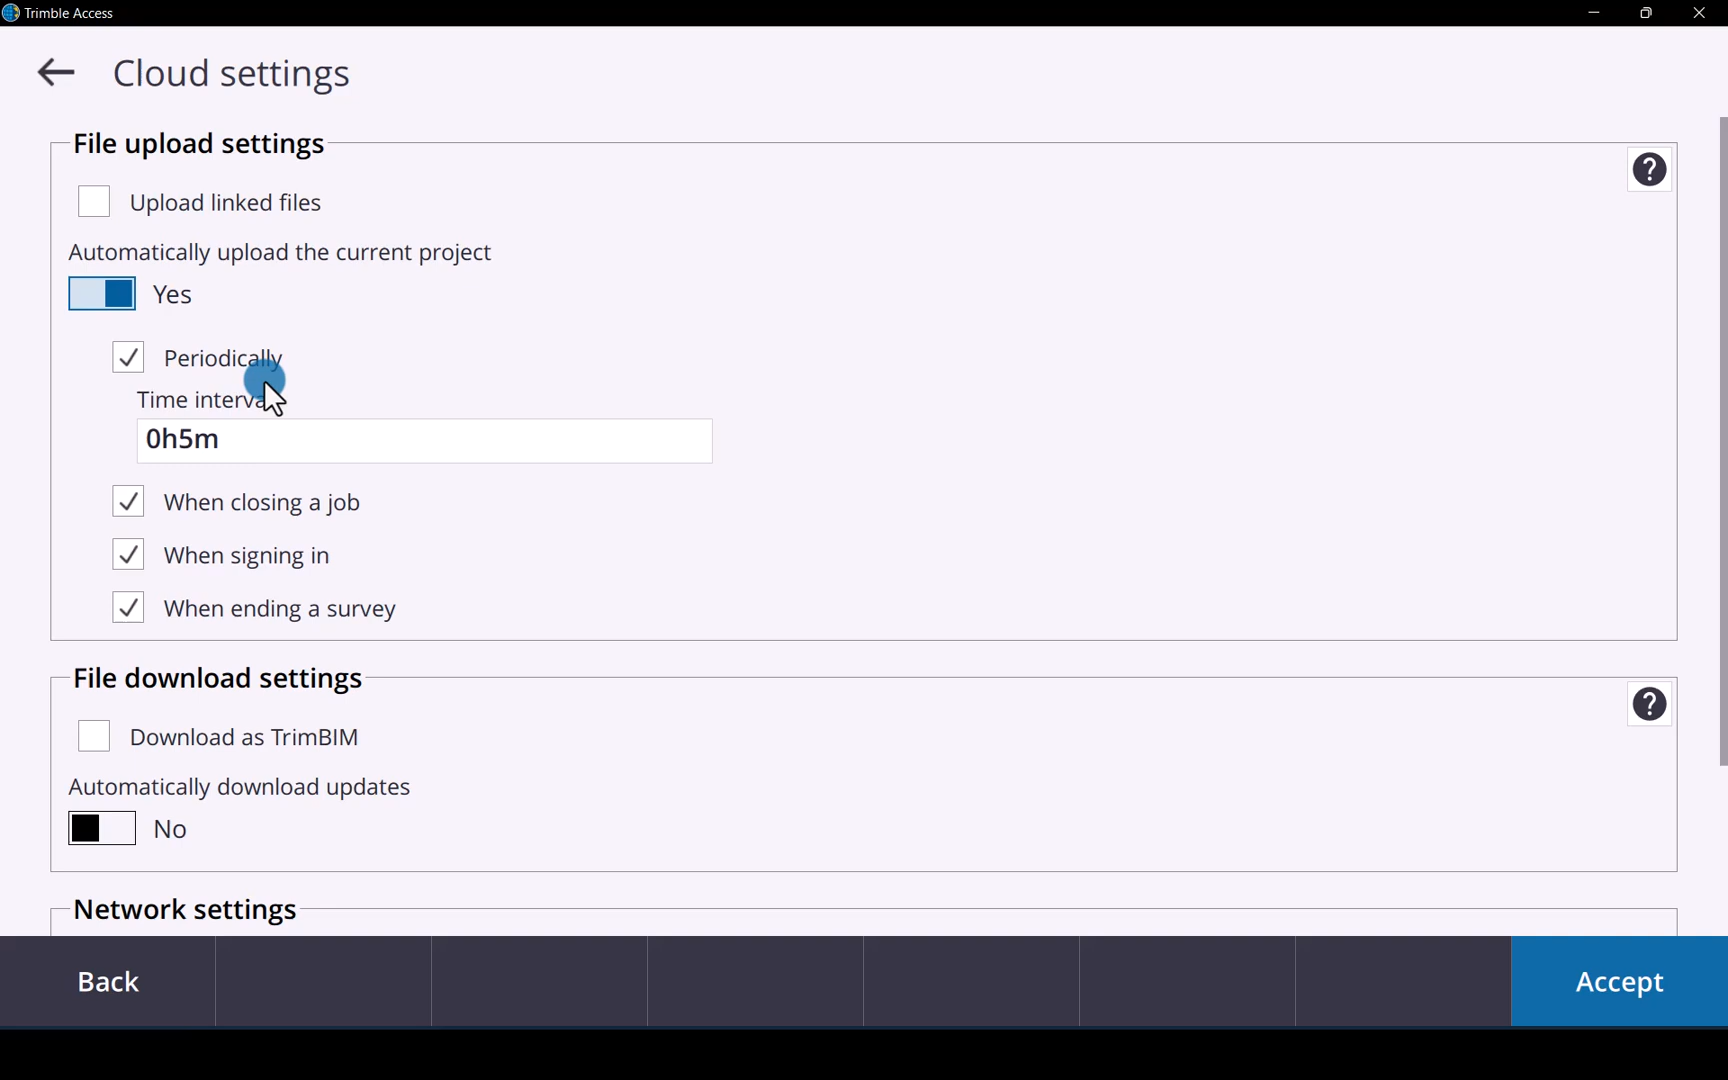 Trimble Access
Cloud settings
File upload settings
Upload linked files
Automatically upload the current project
Yes
Periodically
Time interva
0h5m
When closing a job
When signing in
When ending a survey
File download settings
Download as TrimBIM
Automatically download updates
No
Network settings
Back
Accept